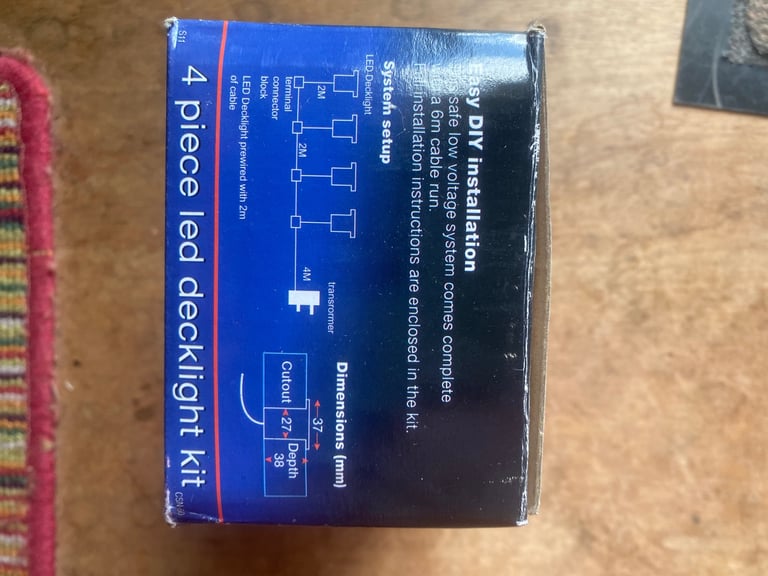 Easy DIY installation
safe low voltage system comes complete
a 6m cable run.
installation instructions are enclosed in the kit.
System setup
LED Decklight
2M
2M
4M
transformer
terminal
connector
block
LED Decklight prewired with 2m
of cable
Dimensions (mm)
37
Cutout
27
Depth
38
S11
4 piece led decklight kit